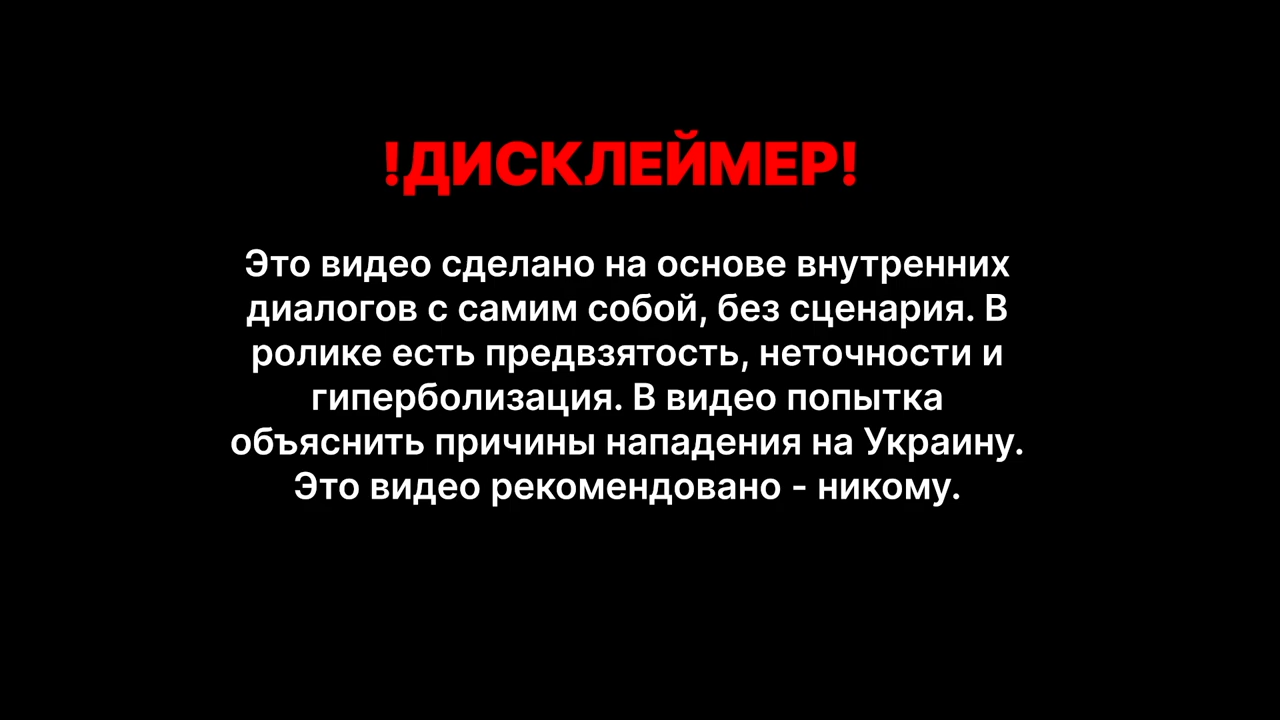 !ДИСКЛЕЙМЕР!
Это видео сделано на основе внутренних
диалогов с самим собой, без сценария. В
ролике есть предвзятость, неточности и
гиперболизация. В видео попытка
объяснить причины нападения на Украину.
Это видео рекомендовано - никому.